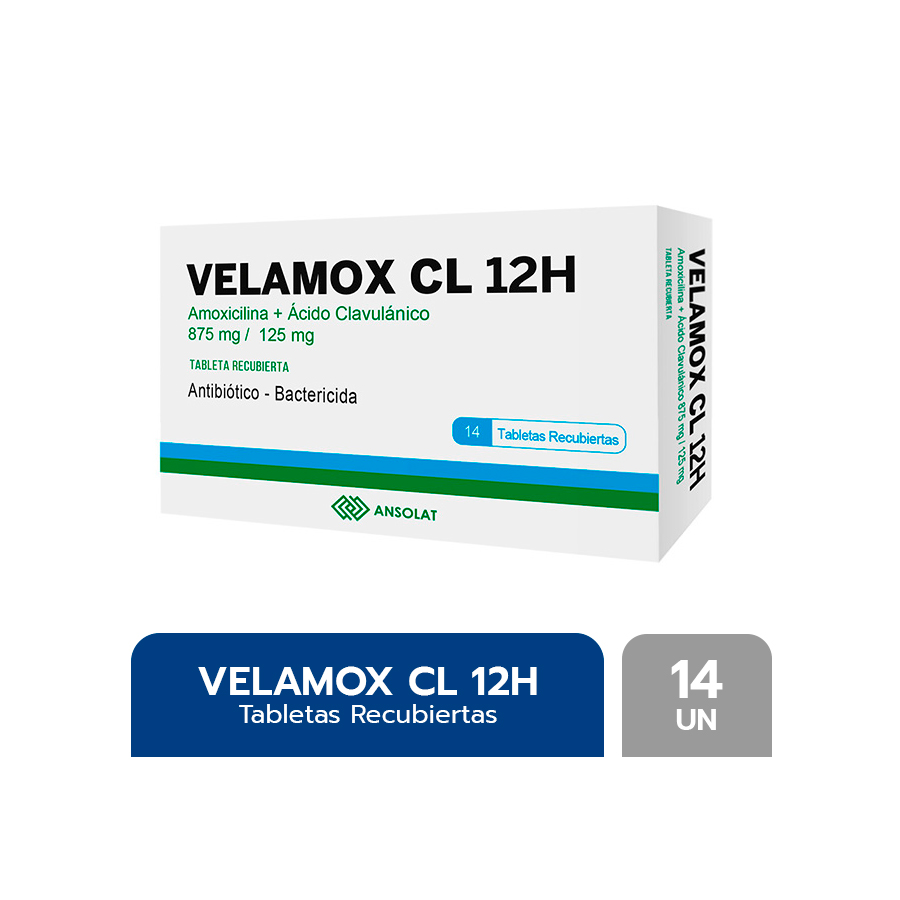 VELAMOX CL 12H
Amoxicilina + Ácido Clavulánico
875 mg / 125 mg
TABLETA RECUBIERTA
Antibiótico - Bactericida
14 Tabletas Recubiertas
ANSOLAT
VELAMOX CL 12H
Amoxicilina + Ácido Clavulánico 875 mg / 125 mg
TABLETA RECUBIERTA
VELAMOX CL 12H
Tabletas Recubiertas
14
UN